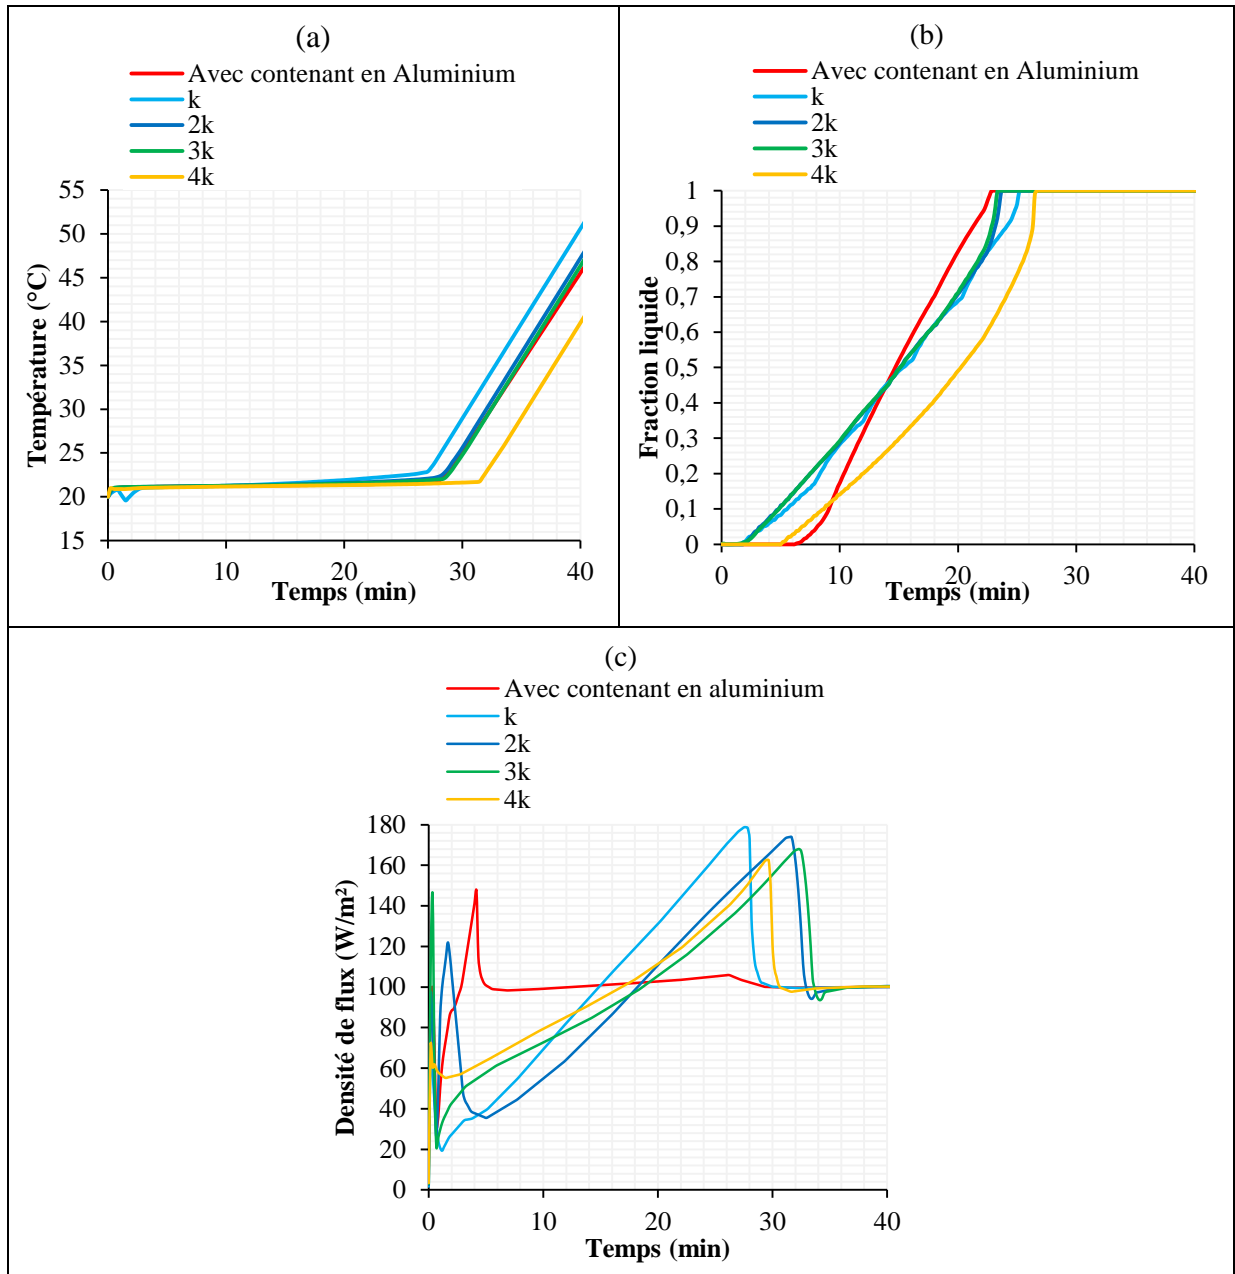 (a)
Avec contenant en Aluminium
k
2k
3k
4k
55
50
45
40
35
30
25
20
15
Température (°C)
0 10 20 30 40
Temps (min)
(b)
Avec contenant en Aluminium
k
2k
3k
4k
1
0,9
0,8
0,7
0,6
0,5
0,4
0,3
0,2
0,1
0
Fraction liquide
0 10 20 30 40
Temps (min)
(c)
Avec contenant en aluminium
k
2k
3k
4k
180
160
140
120
100
80
60
40
20
0
Densité de flux (W/m²)
0 10 20 30 40
Temps (min)